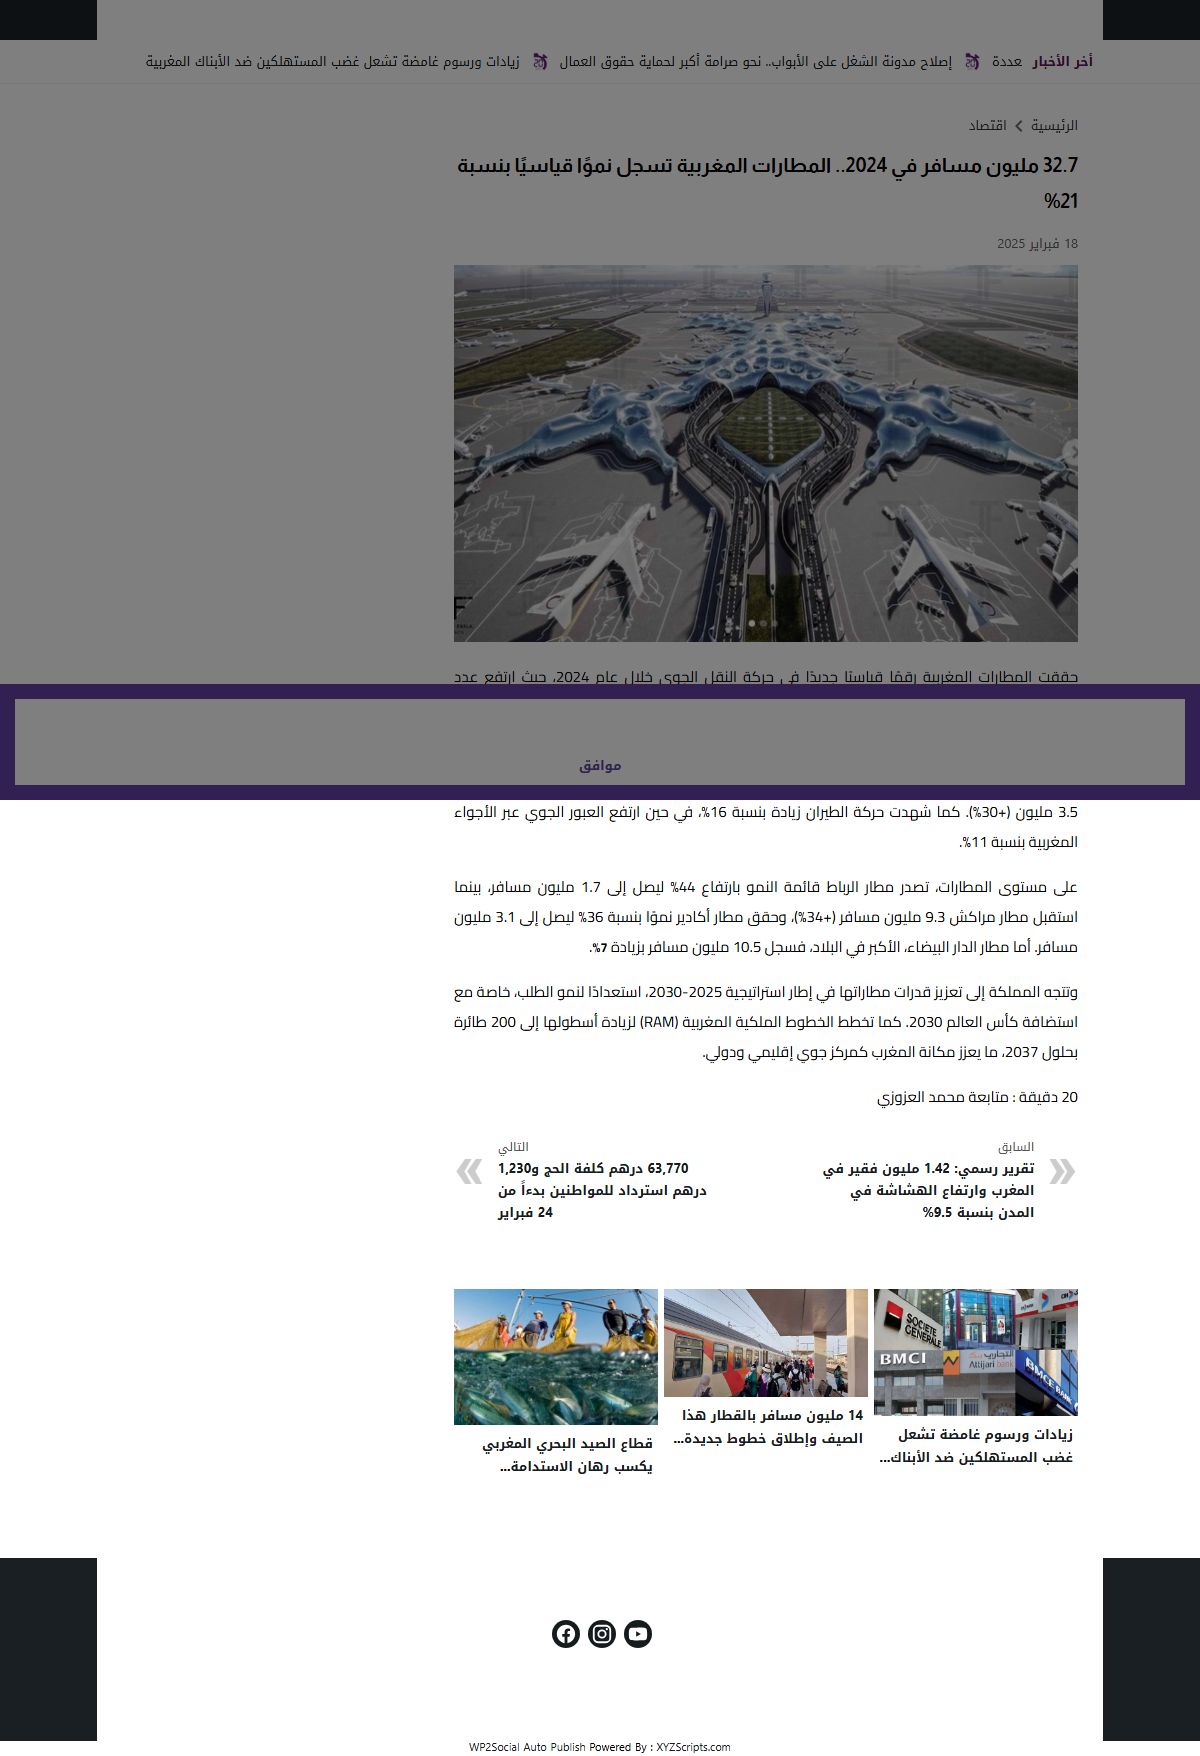 أخر الأخبار
عددة
إصلاح مدونة الشغل على الأبواب.. نحو صرامة أكبر لحماية حقوق العمال
زيادات ورسوم غامضة تشعل غضب المستهلكين ضد الأبناك المغربية
الرئيسية
اقتصاد
32.7 مليون مسافر في 2024.. المطارات المغربية تسجل نموًا قياسيًا بنسبة
21%
18 فبراير 2025
حققت المطارات المغربية رقمًا قياسيًا جديدًا في حركة النقل الجوي خلال عام 2024، حيث ارتفع عدد
موافق
3.5 مليون (+30%). كما شهدت حركة الطيران زيادة بنسبة 16%، في حين ارتفع العبور الجوي عبر الأجواء
المغربية بنسبة 11%.
على مستوى المطارات، تصدر مطار الرباط قائمة النمو بارتفاع 44% ليصل إلى 1.7 مليون مسافر، بينما
استقبل مطار مراكش 9.3 مليون مسافر (+34%)، وحقق مطار أكادير نموًا بنسبة 36% ليصل إلى 3.1 مليون
مسافر. أما مطار الدار البيضاء، الأكبر في البلاد، فسجل 10.5 مليون مسافر بزيادة 7%.
وتتجه المملكة إلى تعزيز قدرات مطاراتها في إطار استراتيجية 2025-2030، استعدادًا لنمو الطلب، خاصة مع
استضافة كأس العالم 2030. كما تخطط الخطوط الملكية المغربية (RAM) لزيادة أسطولها إلى 200 طائرة
بحلول 2037، ما يعزز مكانة المغرب كمركز جوي إقليمي ودولي.
20 دقيقة : متابعة محمد العزوزي
السابق
تقرير رسمي: 1.42 مليون فقير في
المغرب وارتفاع الهشاشة في
المدن بنسبة 9.5%
التالي
63,770 درهم كلفة الحج و1,230
درهم استرداد للمواطنين بدءاً من
24 فبراير
SOCIETE
GENERALE
BMCI
التجاري بنك
Attijari bank
BMCE BANK
زيادات ورسوم غامضة تشعل
غضب المستهلكين ضد الأبناك...
14 مليون مسافر بالقطار هذا
الصيف وإطلاق خطوط جديدة...
قطاع الصيد البحري المغربي
يكسب رهان الاستدامة...
WP2Social Auto Publish Powered By : XYZScripts.com